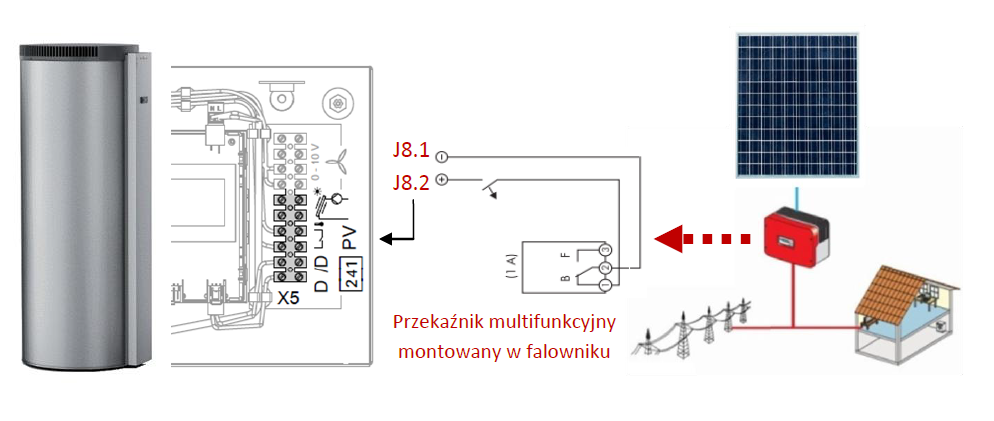 N L
0 - 10 V
D /D
PV
241
X5
J8.1
J8.2
(1 A)
F
B
3
2
1
Przekaźnik multifunkcyjny
montowany w falowniku